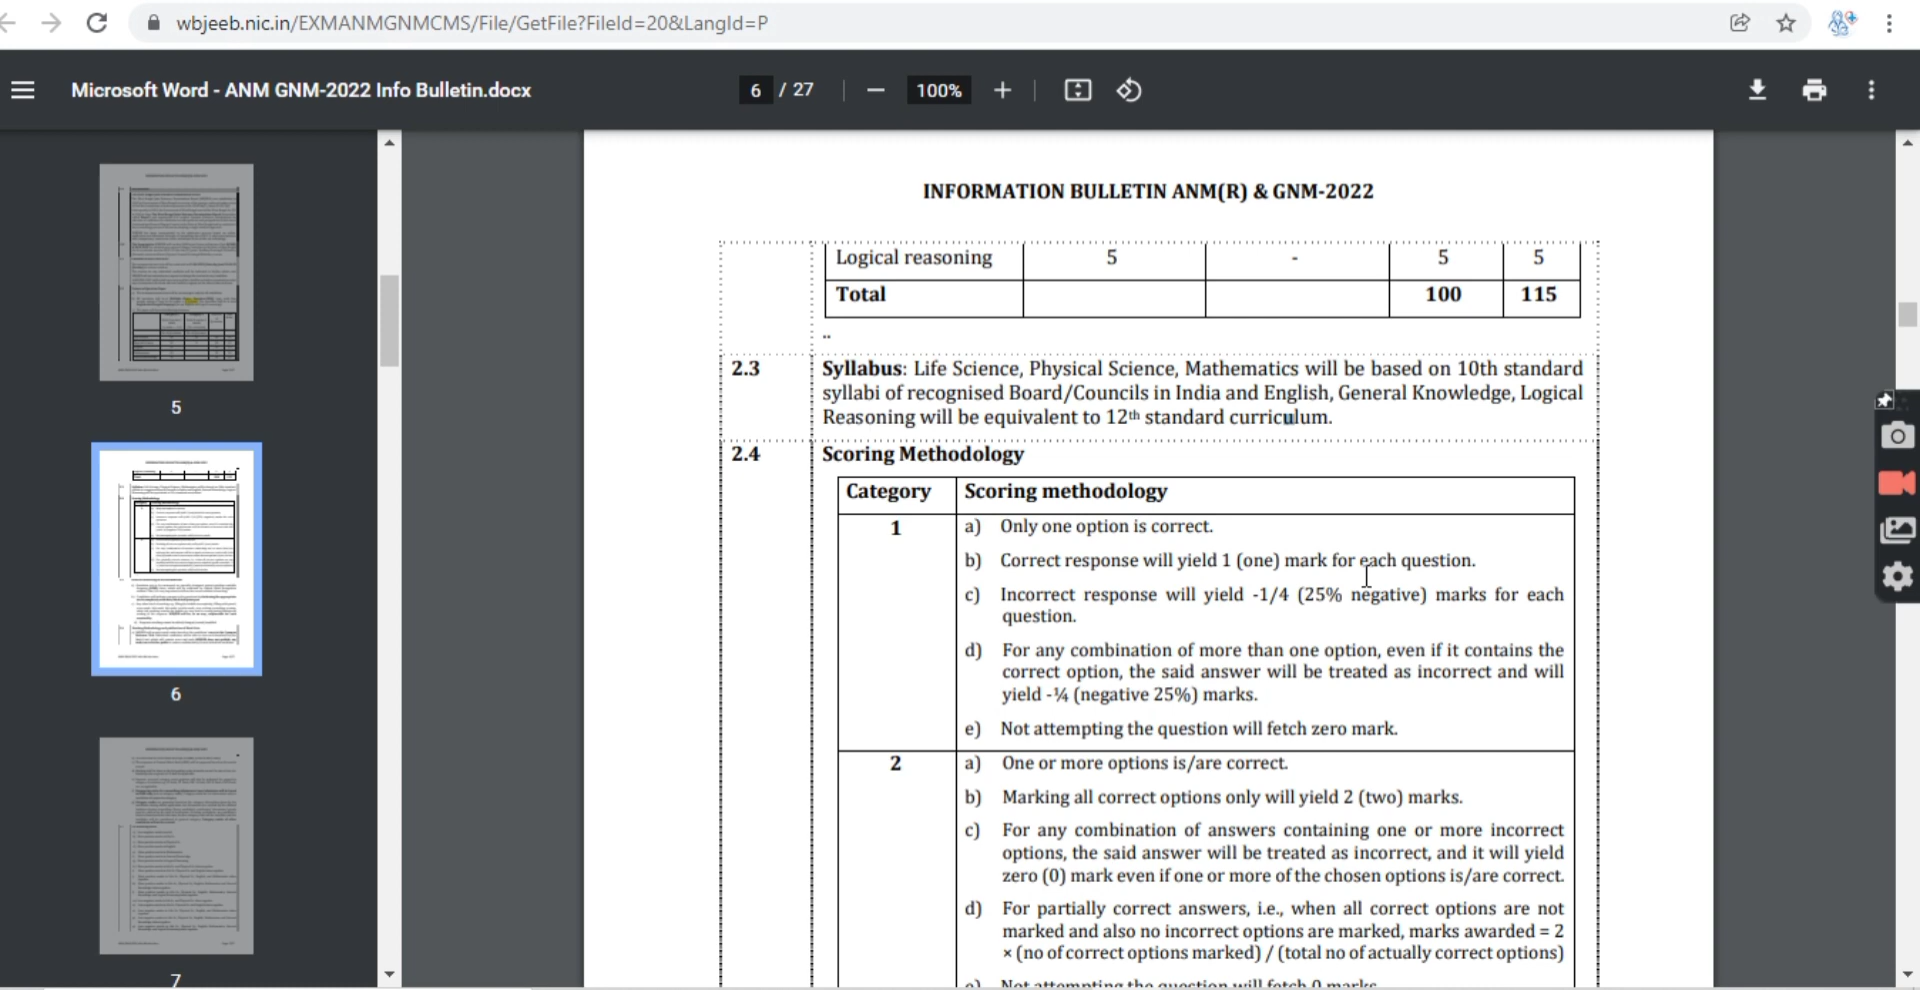 wbjeeb.nic.in/EXMANMGNMCMS/File/GetFile?FileId=20&LangId=P
Microsoft Word - ANM GNM-2022 Info Bulletin.docx
6 / 27
100%
5
6
7
INFORMATION BULLETIN ANM(R) & GNM-2022
Logical reasoning 5 - 5 5
Total 100 115
..
2.3 Syllabus: Life Science, Physical Science, Mathematics will be based on 10th standard
syllabi of recognised Board/Councils in India and English, General Knowledge, Logical
Reasoning will be equivalent to 12th standard curriculum.
2.4 Scoring Methodology
Category Scoring methodology
1 a) Only one option is correct.
b) Correct response will yield 1 (one) mark for each question.
c) Incorrect response will yield -1/4 (25% negative) marks for each
question.
d) For any combination of more than one option, even if it contains the
correct option, the said answer will be treated as incorrect and will
yield -¼ (negative 25%) marks.
e) Not attempting the question will fetch zero mark.
2 a) One or more options is/are correct.
b) Marking all correct options only will yield 2 (two) marks.
c) For any combination of answers containing one or more incorrect
options, the said answer will be treated as incorrect, and it will yield
zero (0) mark even if one or more of the chosen options is/are correct.
d) For partially correct answers, i.e., when all correct options are not
marked and also no incorrect options are marked, marks awarded = 2
× (no of correct options marked) / (total no of actually correct options)
e) Not attempting the question will fetch 0 marks